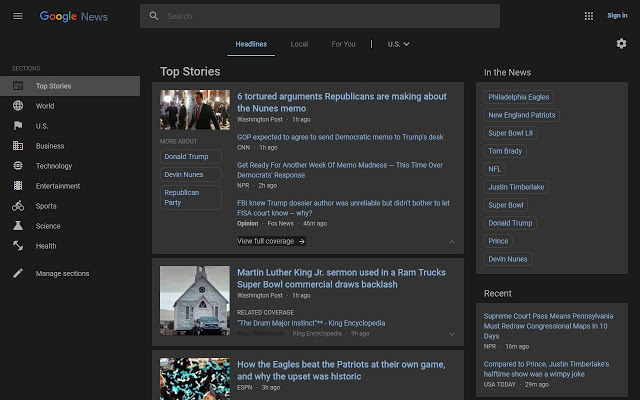 Google News
Search
Sign in
Headlines
Local
For You
U.S.
SECTIONS
Top Stories
World
U.S.
Business
Technology
Entertainment
Sports
Science
Health
Manage sections
Top Stories
6 tortured arguments Republicans are making about
the Nunes memo
Washington Post · 1h ago
MORE ABOUT
Donald Trump
Devin Nunes
Republican
Party
GOP expected to agree to send Democratic memo to Trump's desk
CNN · 1h ago
Get Ready For Another Week Of Memo Madness — This Time Over
Democrats' Response
NPR · 2h ago
FBI knew Trump dossier author was unreliable but didn't bother to let
FISA court know – why?
Opinion · Fox News · 46m ago
View full coverage
Martin Luther King Jr. sermon used in a Ram Trucks
Super Bowl commercial draws backlash
Washington Post · 1h ago
RELATED COVERAGE
"The Drum Major Instinct"** - King Encyclopedia
King Encyclopedia · 9h ago
How the Eagles beat the Patriots at their own game,
and why the upset was historic
ESPN · 3h ago
In the News
Philadelphia Eagles
New England Patriots
Super Bowl LII
Tom Brady
NFL
Justin Timberlake
Super Bowl
Donald Trump
Prince
Devin Nunes
Recent
Supreme Court Pass Means Pennsylvania
Must Redraw Congressional Maps In 10
Days
NPR · 16m ago
Compared to Prince, Justin Timberlake's
halftime show was a wimpy joke
USA TODAY · 29m ago